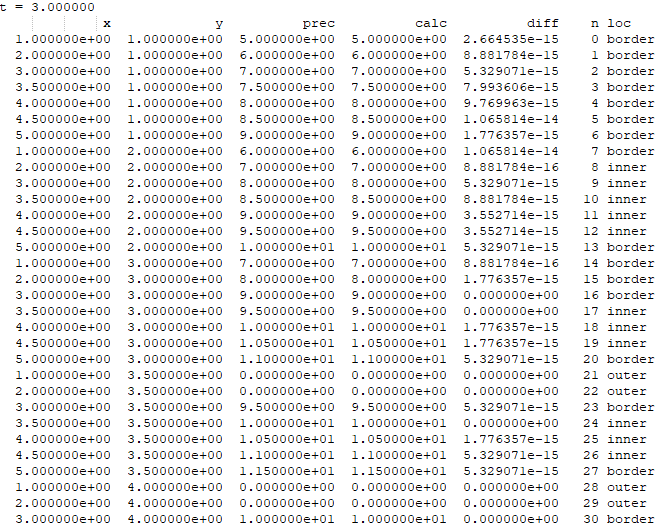 t = 3.000000
x y prec calc diff n loc
1.000000e+00 1.000000e+00 5.000000e+00 5.000000e+00 2.664535e-15 0 border
2.000000e+00 1.000000e+00 6.000000e+00 6.000000e+00 8.881784e-15 1 border
3.000000e+00 1.000000e+00 7.000000e+00 7.000000e+00 5.329071e-15 2 border
3.500000e+00 1.000000e+00 7.500000e+00 7.500000e+00 7.993606e-15 3 border
4.000000e+00 1.000000e+00 8.000000e+00 8.000000e+00 9.769963e-15 4 border
4.500000e+00 1.000000e+00 8.500000e+00 8.500000e+00 1.065814e-14 5 border
5.000000e+00 1.000000e+00 9.000000e+00 9.000000e+00 1.776357e-15 6 border
1.000000e+00 2.000000e+00 6.000000e+00 6.000000e+00 1.065814e-14 7 border
2.000000e+00 2.000000e+00 7.000000e+00 7.000000e+00 8.881784e-16 8 inner
3.000000e+00 2.000000e+00 8.000000e+00 8.000000e+00 5.329071e-15 9 inner
3.500000e+00 2.000000e+00 8.500000e+00 8.500000e+00 8.881784e-15 10 inner
4.000000e+00 2.000000e+00 9.000000e+00 9.000000e+00 3.552714e-15 11 inner
4.500000e+00 2.000000e+00 9.500000e+00 9.500000e+00 3.552714e-15 12 inner
5.000000e+00 2.000000e+00 1.000000e+01 1.000000e+01 5.329071e-15 13 border
1.000000e+00 3.000000e+00 7.000000e+00 7.000000e+00 8.881784e-16 14 border
2.000000e+00 3.000000e+00 8.000000e+00 8.000000e+00 1.776357e-15 15 border
3.000000e+00 3.000000e+00 9.000000e+00 9.000000e+00 0.000000e+00 16 border
3.500000e+00 3.000000e+00 9.500000e+00 9.500000e+00 0.000000e+00 17 inner
4.000000e+00 3.000000e+00 1.000000e+01 1.000000e+01 1.776357e-15 18 inner
4.500000e+00 3.000000e+00 1.050000e+01 1.050000e+01 1.776357e-15 19 inner
5.000000e+00 3.000000e+00 1.100000e+01 1.100000e+01 5.329071e-15 20 border
1.000000e+00 3.500000e+00 0.000000e+00 0.000000e+00 0.000000e+00 21 outer
2.000000e+00 3.500000e+00 0.000000e+00 0.000000e+00 0.000000e+00 22 outer
3.000000e+00 3.500000e+00 9.500000e+00 9.500000e+00 5.329071e-15 23 border
3.500000e+00 3.500000e+00 1.000000e+01 1.000000e+01 0.000000e+00 24 inner
4.000000e+00 3.500000e+00 1.050000e+01 1.050000e+01 1.776357e-15 25 inner
4.500000e+00 3.500000e+00 1.100000e+01 1.100000e+01 5.329071e-15 26 inner
5.000000e+00 3.500000e+00 1.150000e+01 1.150000e+01 5.329071e-15 27 border
1.000000e+00 4.000000e+00 0.000000e+00 0.000000e+00 0.000000e+00 28 outer
2.000000e+00 4.000000e+00 0.000000e+00 0.000000e+00 0.000000e+00 29 outer
3.000000e+00 4.000000e+00 1.000000e+01 1.000000e+01 0.000000e+00 30 border